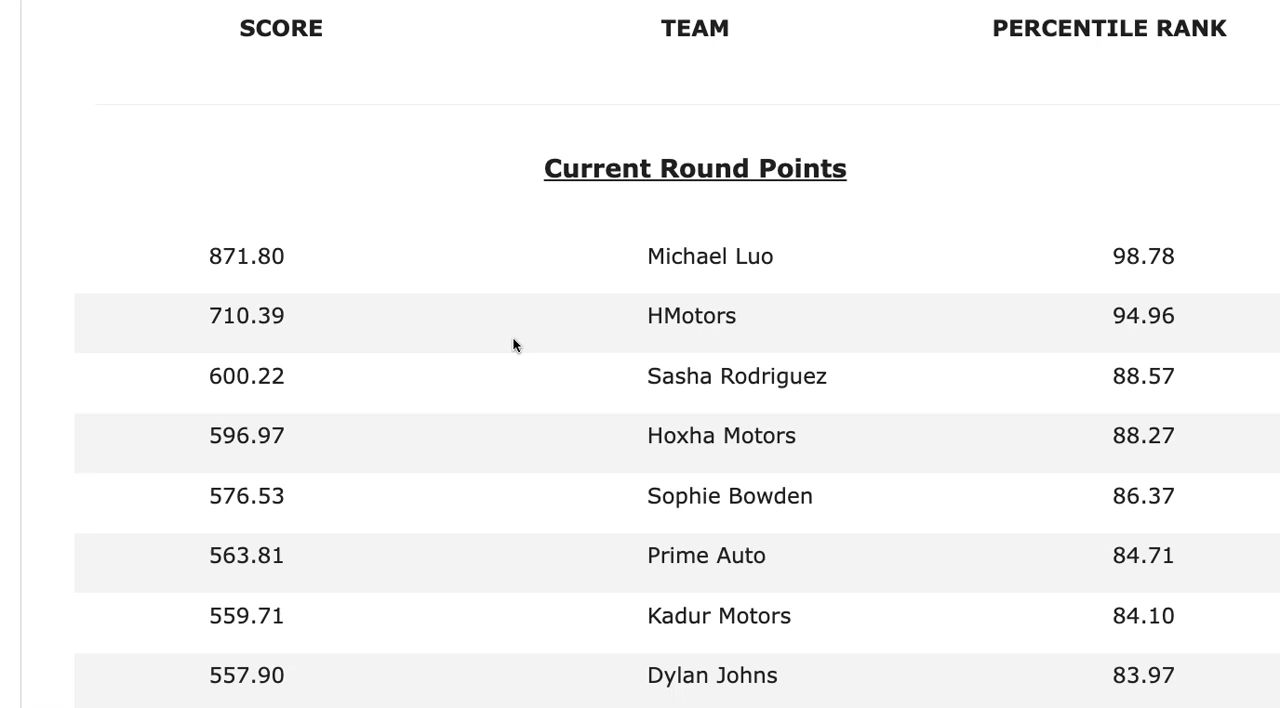 SCORE TEAM PERCENTILE RANK
Current Round Points
871.80 Michael Luo 98.78
710.39 HMotors 94.96
600.22 Sasha Rodriguez 88.57
596.97 Hoxha Motors 88.27
576.53 Sophie Bowden 86.37
563.81 Prime Auto 84.71
559.71 Kadur Motors 84.10
557.90 Dylan Johns 83.97